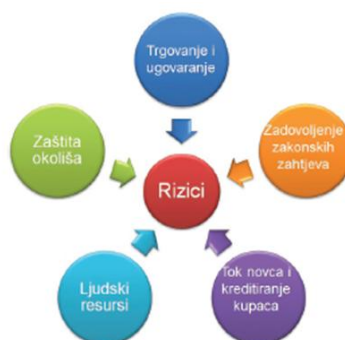 Trgovanje i
ugovaranje
Zaštita
okoliša
Zadovoljenje
zakonskih
zahtjeva
Rizici
Ljudski
resursi
Tok novca i
kreditiranje
kupaca